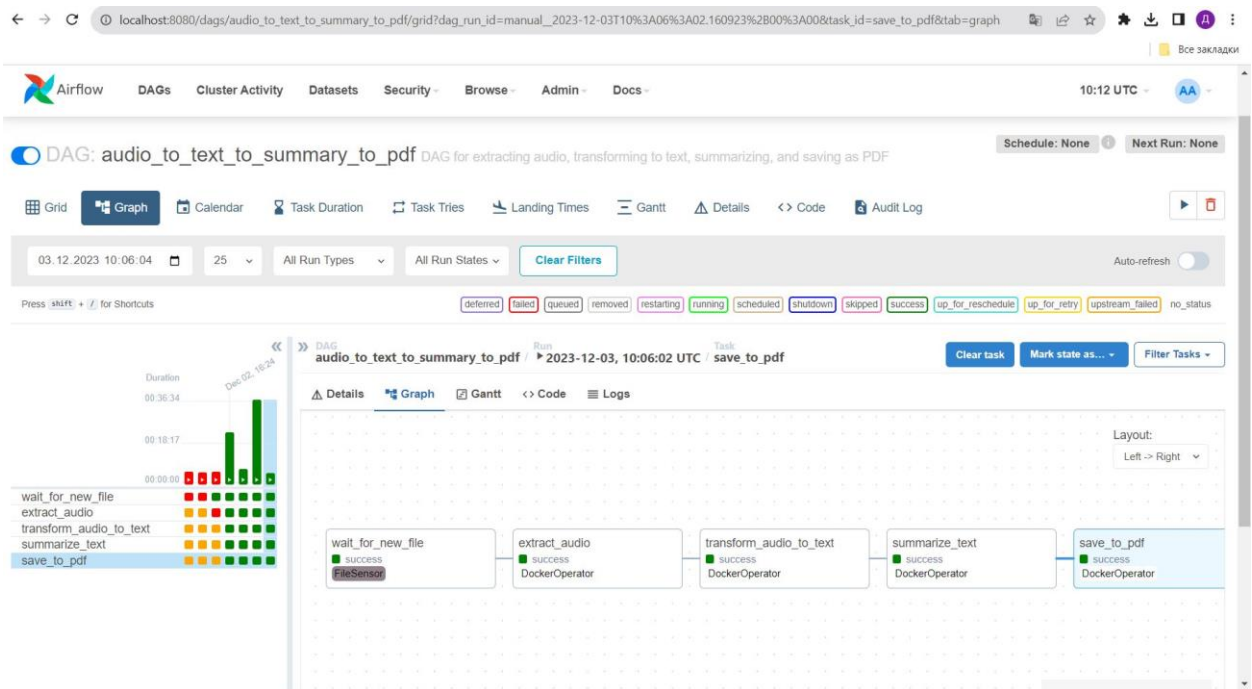 localhost:8080/dags/audio_to_text_to_summary_to_pdf/grid?dag_run_id=manual__2023-12-03T10%3A06%3A02.160923%2B00%3A00&task_id=save_to_pdf&tab=graph
Д
Все закладки
Airflow DAGs Cluster Activity Datasets Security Browse Admin Docs 10:12 UTC AA
Schedule: None Next Run: None
DAG: audio_to_text_to_summary_to_pdf DAG for extracting audio, transforming to text, summarizing, and saving as PDF
Grid Graph Calendar Task Duration Task Tries Landing Times Gantt Details <> Code Audit Log
03.12.2023 10:06:04 25 All Run Types All Run States Clear Filters Auto-refresh
Press shift + / for Shortcuts deferred failed queued removed restarting running scheduled shutdown skipped success up_for_reschedule up_for_retry upstream_failed no_status
DAG Run Task
audio_to_text_to_summary_to_pdf / 2023-12-03, 10:06:02 UTC / save_to_pdf Clear task Mark state as... Filter Tasks
Details Graph Gantt <> Code Logs
Dec 02, 16:24
Duration
00:36:34
00:18:17
00:00:00
wait_for_new_file
extract_audio
transform_audio_to_text
summarize_text
save_to_pdf
Layout:
Left -> Right
wait_for_new_file extract_audio transform_audio_to_text summarize_text save_to_pdf
success success success success success
FileSensor DockerOperator DockerOperator DockerOperator DockerOperator